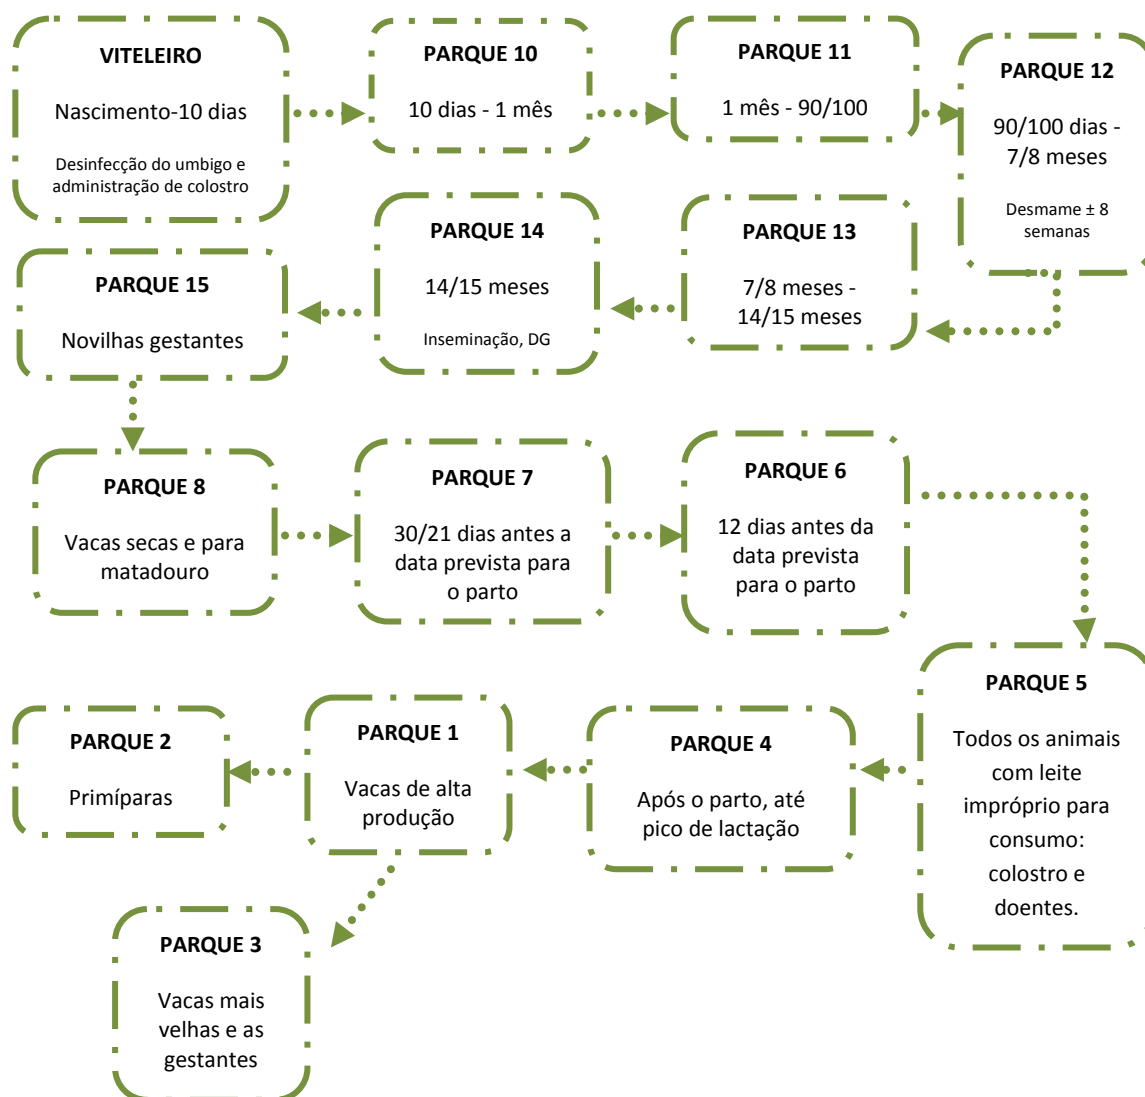 VITELEIRO
Nascimento-10 dias
Desinfecção do umbigo e
administração de colostro
PARQUE 10
10 dias - 1 mês
PARQUE 11
1 mês - 90/100
PARQUE 12
90/100 dias -
7/8 meses
Desmame ± 8
semanas
PARQUE 13
7/8 meses -
14/15 meses
PARQUE 14
14/15 meses
Inseminação, DG
PARQUE 15
Novilhas gestantes
PARQUE 8
Vacas secas e para
matadouro
PARQUE 7
30/21 dias antes a
data prevista para
o parto
PARQUE 6
12 dias antes da
data prevista
para o parto
PARQUE 5
Todos os animais
com leite
impróprio para
consumo:
colostro e
doentes.
PARQUE 4
Após o parto, até
pico de lactação
PARQUE 1
Vacas de alta
produção
PARQUE 2
Primíparas
PARQUE 3
Vacas mais
velhas e as
gestantes